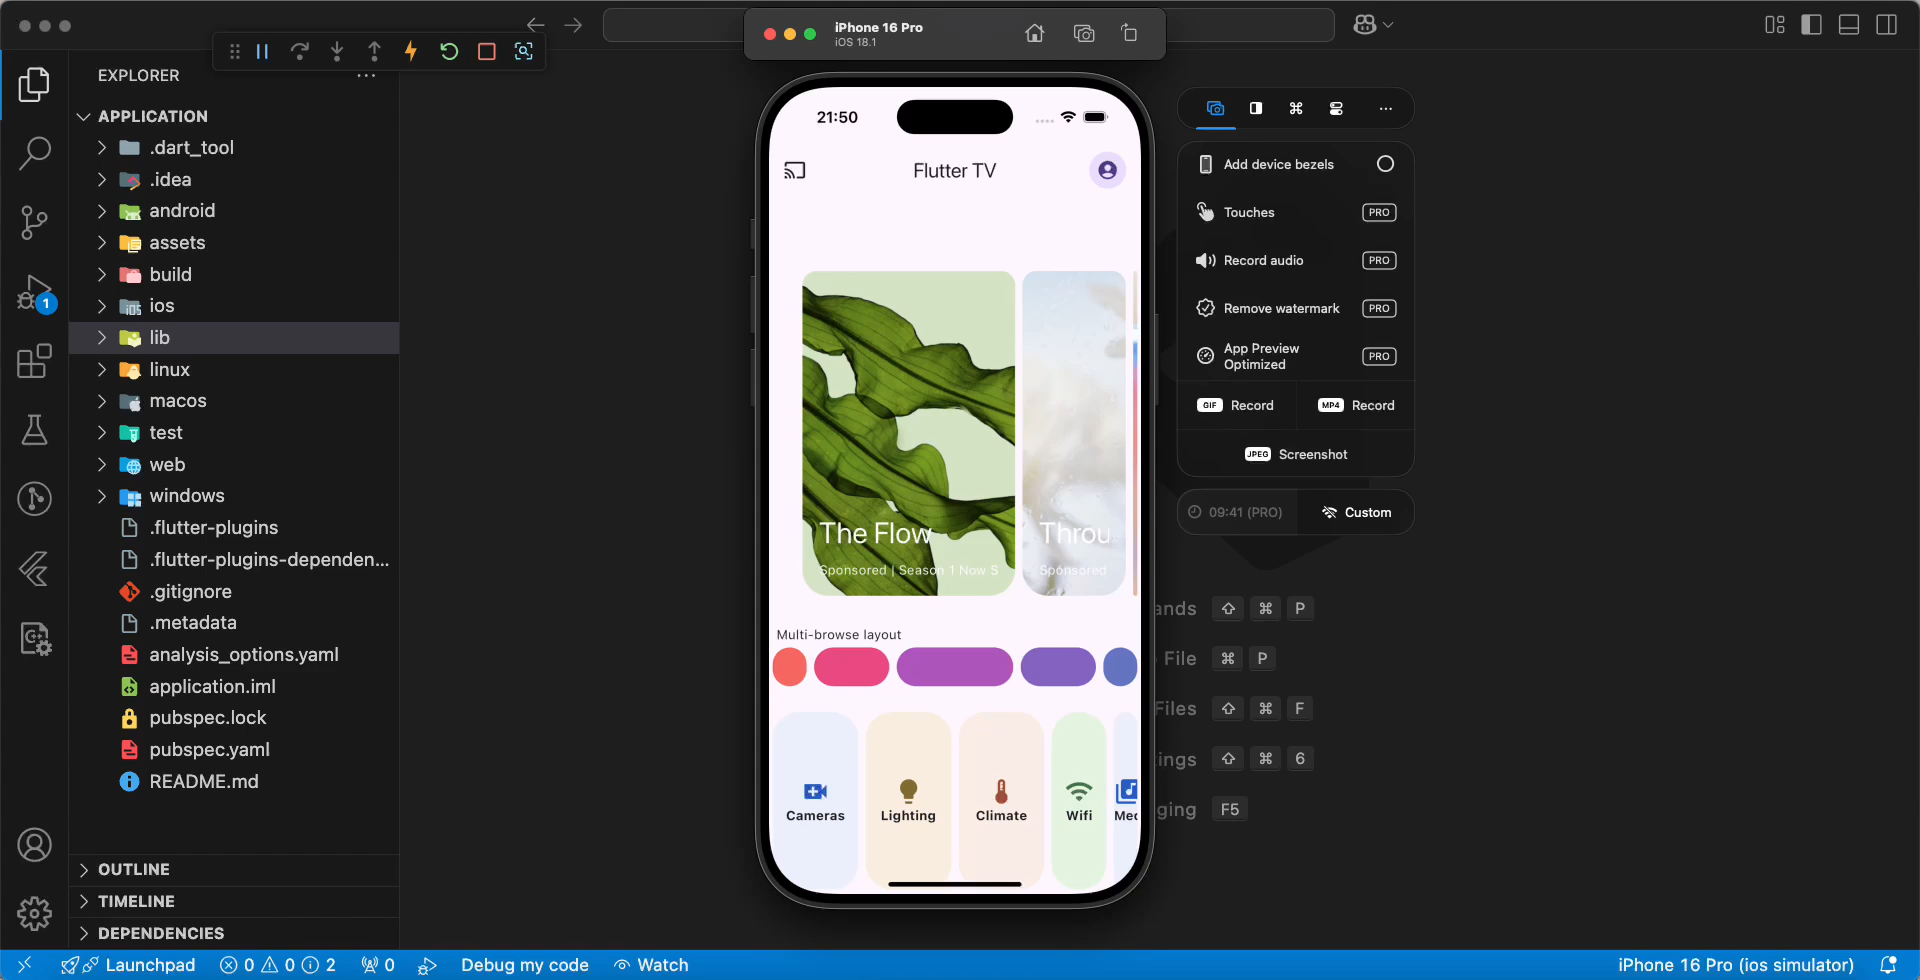 iPhone 16 Pro
iOS 18.1
EXPLORER
APPLICATION
.dart_tool
.idea
android
assets
build
ios
lib
linux
macos
test
web
windows
.flutter-plugins
.flutter-plugins-dependen...
.gitignore
.metadata
analysis_options.yaml
application.iml
pubspec.lock
pubspec.yaml
README.md
OUTLINE
TIMELINE
DEPENDENCIES
1
21:50
Flutter TV
The Flow
Sponsored | Season 1 Now S
Throu
Sponsored
Multi-browse layout
Cameras
Lighting
Climate
Wifi
Mec
Add device bezels
Touches PRO
Record audio PRO
Remove watermark PRO
App Preview
Optimized PRO
GIF Record MP4 Record
JPEG Screenshot
09:41 (PRO) Custom
ands ⇧ ⌘ P
File ⌘ P
Files ⇧ ⌘ F
ings ⇧ ⌘ 6
ging F5
Launchpad 0 0 2 0 Debug my code Watch iPhone 16 Pro (ios simulator)